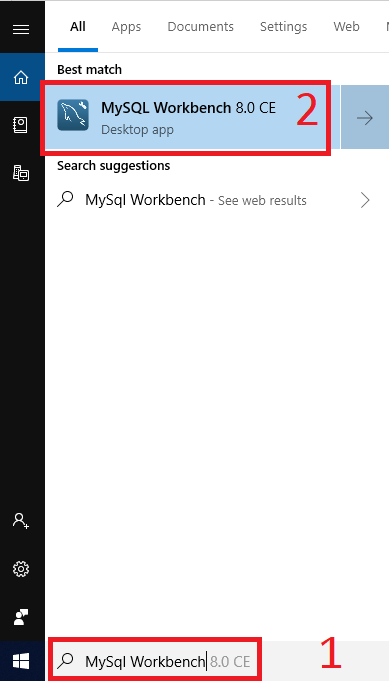 All Apps Documents Settings Web
Best match
MySQL Workbench 8.0 CE 2
Desktop app
Search suggestions
MySql Workbench - See web results
MySql Workbench 8.0 CE 1